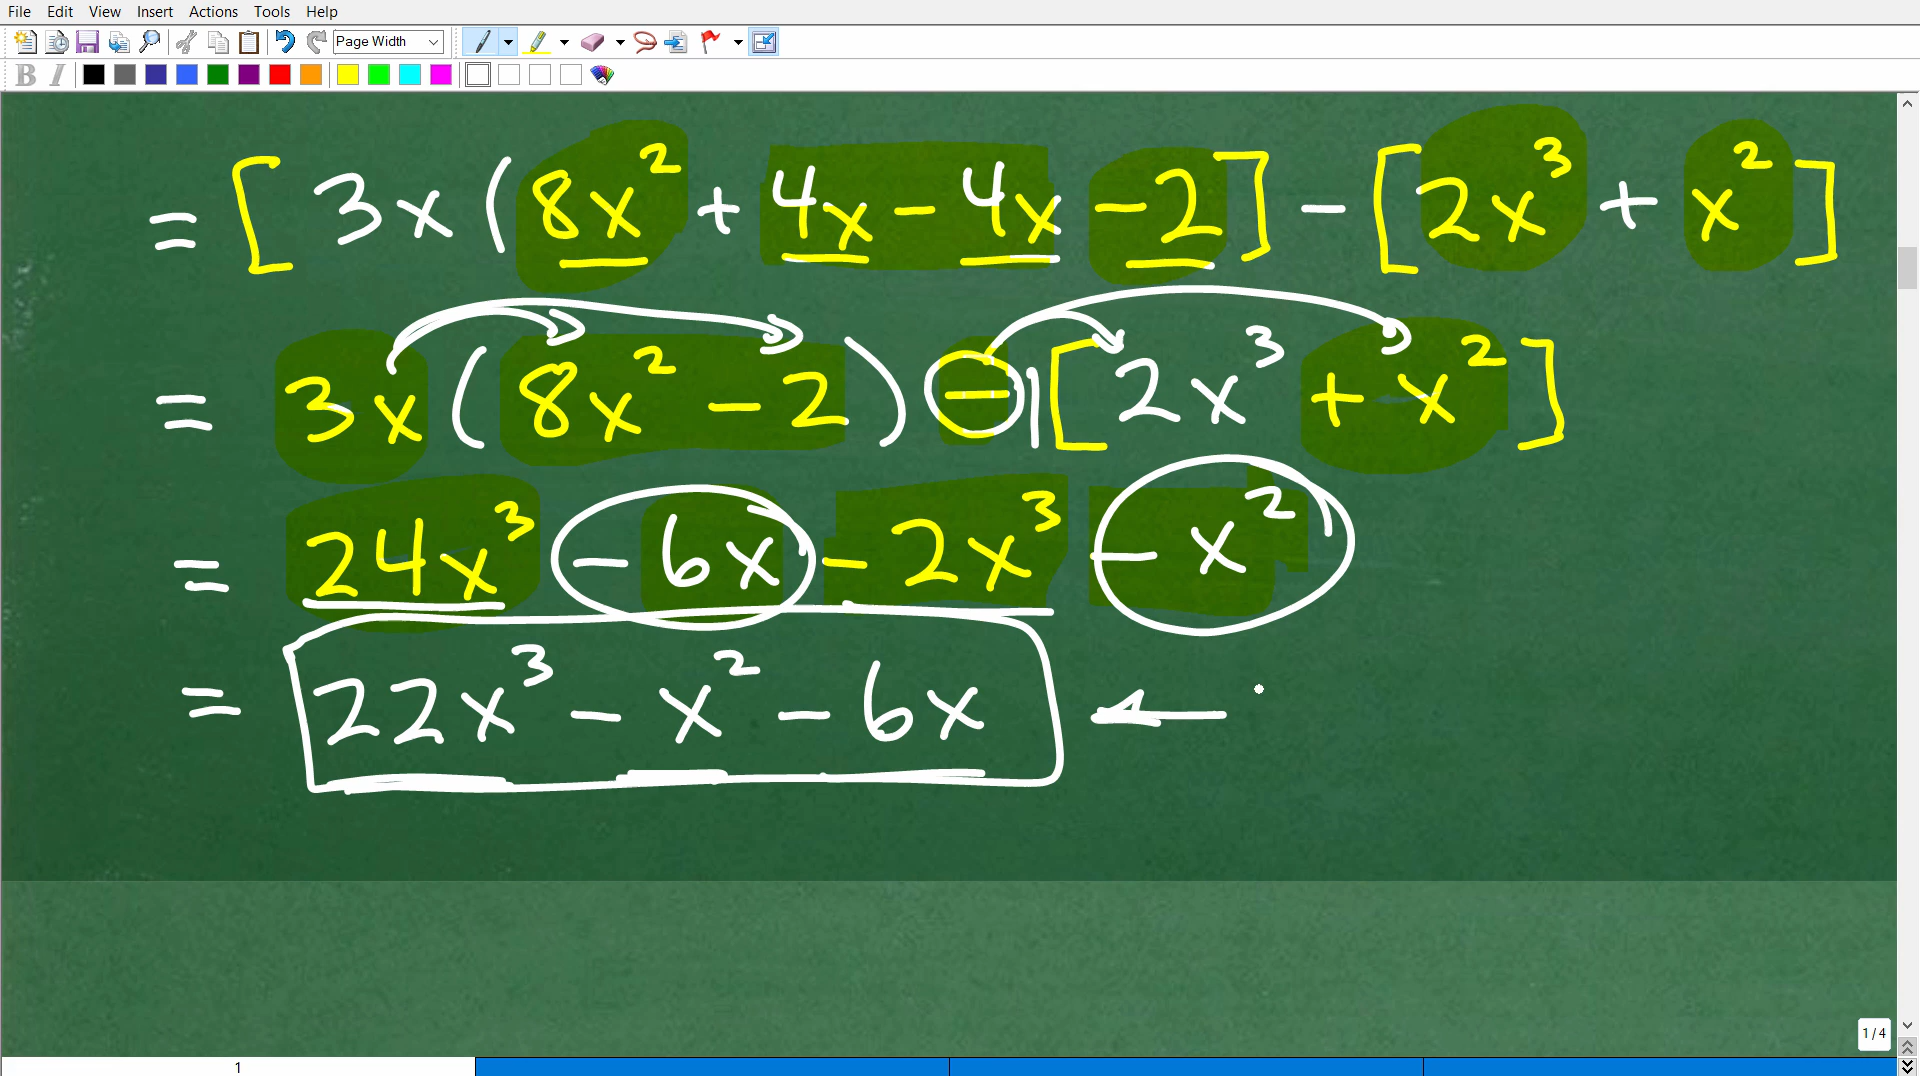 File Edit View Insert Actions Tools Help
Page Width
B I
= [ 3x ( 8x² + 4x - 4x - 2 ] - [ 2x³ + x² ]
= 3x ( 8x² - 2 ) - 1 [ 2x³ + x² ]
= 24x³ - 6x - 2x³ - x²
= 22x³ - x² - 6x ←
1 / 4
1